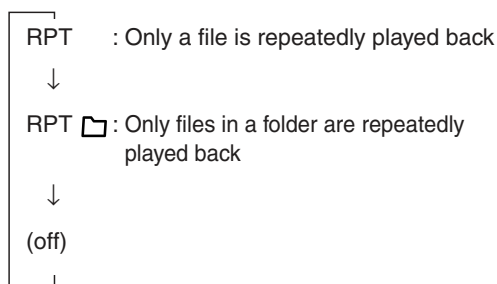 RPT : Only a file is repeatedly played back
↓
RPT : Only files in a folder are repeatedly
played back
↓
(off)